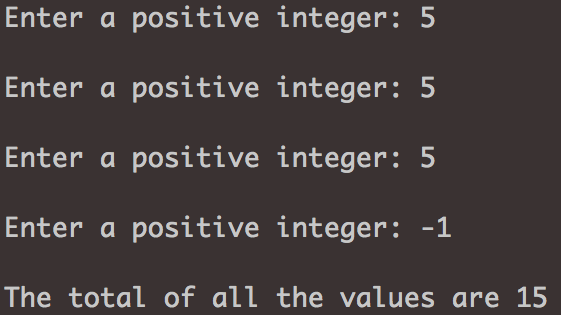 Enter a positive integer: 5
Enter a positive integer: 5
Enter a positive integer: 5
Enter a positive integer: -1
The total of all the values are 15